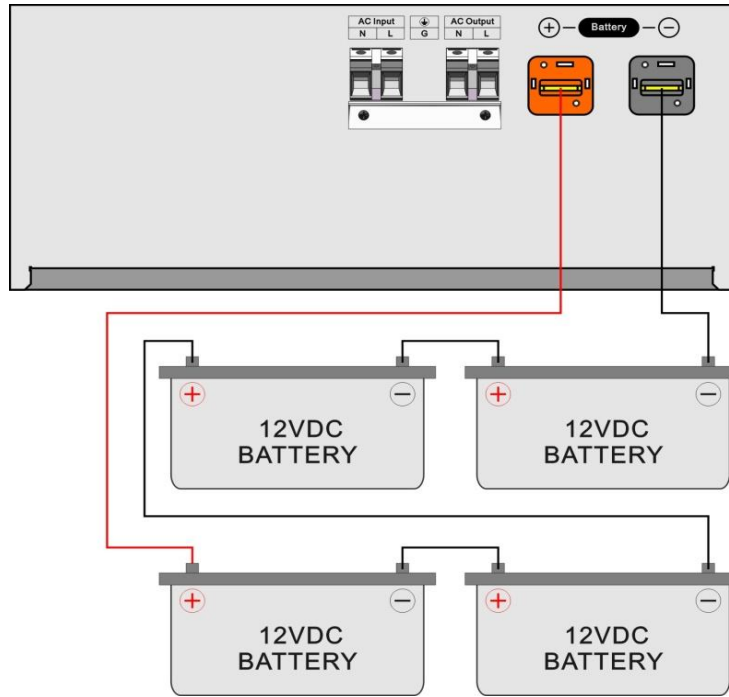 AC Input AC Output
N L G N L
+ Battery −
+ − + −
12VDC 12VDC
BATTERY BATTERY
+ − + −
12VDC 12VDC
BATTERY BATTERY